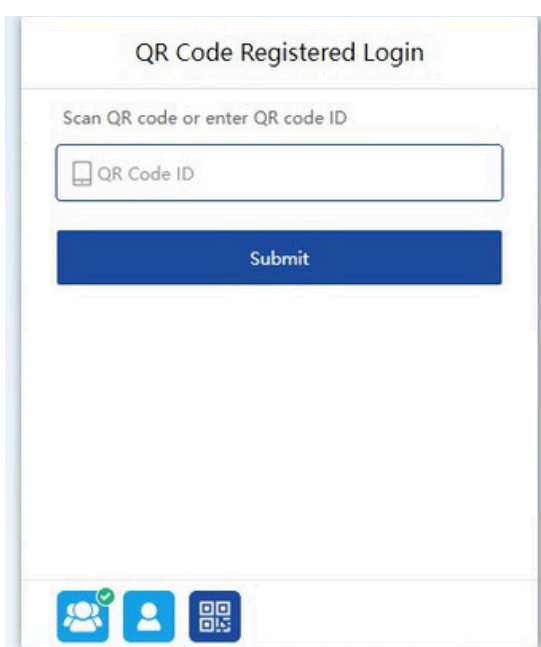 QR Code Registered Login
Scan QR code or enter QR code ID
QR Code ID
Submit